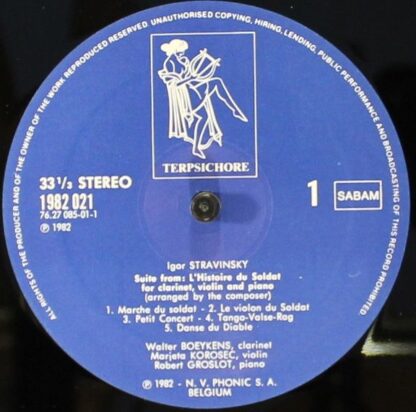 ALL RIGHTS OF THE PRODUCER AND OF THE OWNER OF THE WORK REPRODUCED RESERVED. UNAUTHORISED COPYING, HIRING, LENDING, PUBLIC PERFORMANCE AND BROADCASTING OF THIS RECORD PROHIBITED
TERPSICHORE
33 1/3 STEREO
1982 021
76.27 085-01-1
℗ 1982
1
SABAM
Igor STRAVINSKY
Suite from: L'Histoire du Soldat
for clarinet, violin and piano
(arranged by the composer)
1. Marche du soldat - 2. Le violon du Soldat
3. Petit Concert - 4. Tango-Valse-Rag
5. Danse du Diable
Walter BOEYKENS, clarinet
Marjeta KOROSEC, violin
Robert GROSLOT, piano
℗ 1982 - N. V. PHONIC S. A.
BELGIUM